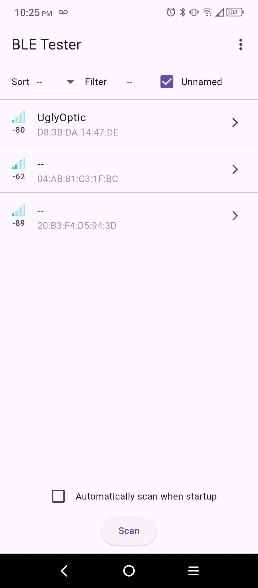 10:25 PM
BLE Tester
Sort -- Filter -- Unnamed
UglyOptic
-80 D8:3B:DA:14:47:DE
--
-62 04:AB:81:C3:1F:BC
--
-89 20:B3:F4:D5:94:3D
Automatically scan when startup
Scan